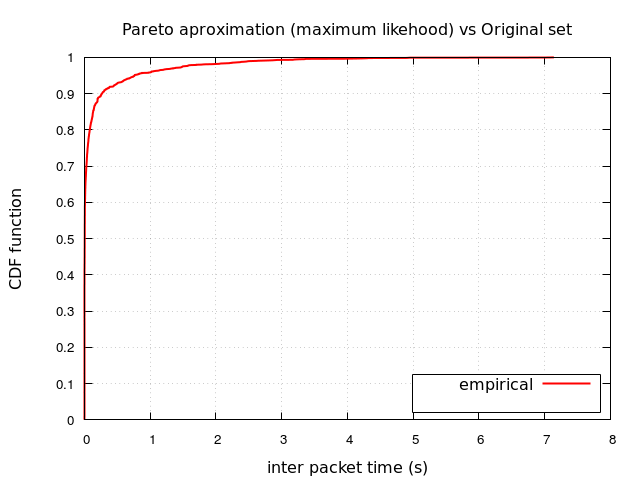 Pareto aproximation (maximum likehood) vs Original set
1
0.9
0.8
0.7
0.6
0.5
0.4
0.3
0.2
0.1
0
CDF function
empirical
0 1 2 3 4 5 6 7 8
inter packet time (s)